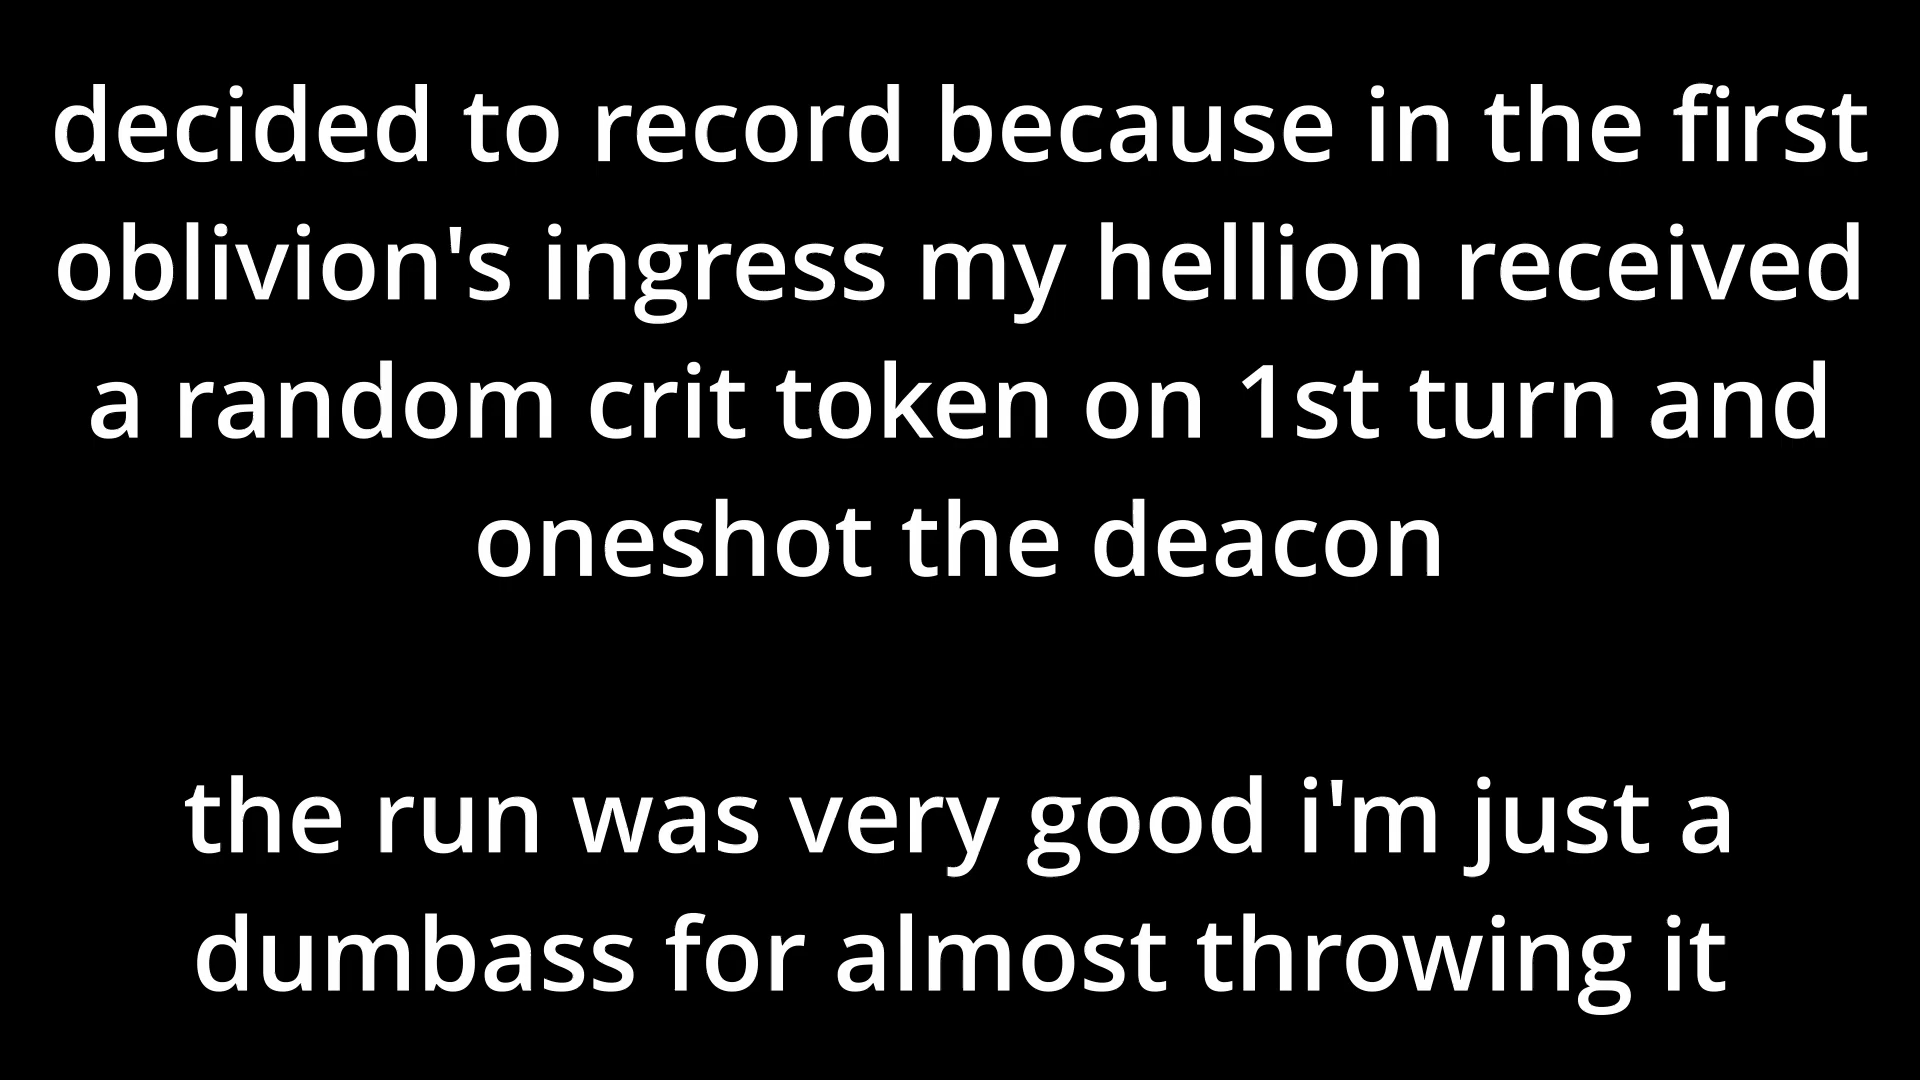 decided to record because in the first
oblivion's ingress my hellion received
a random crit token on 1st turn and
oneshot the deacon
the run was very good i'm just a
dumbass for almost throwing it